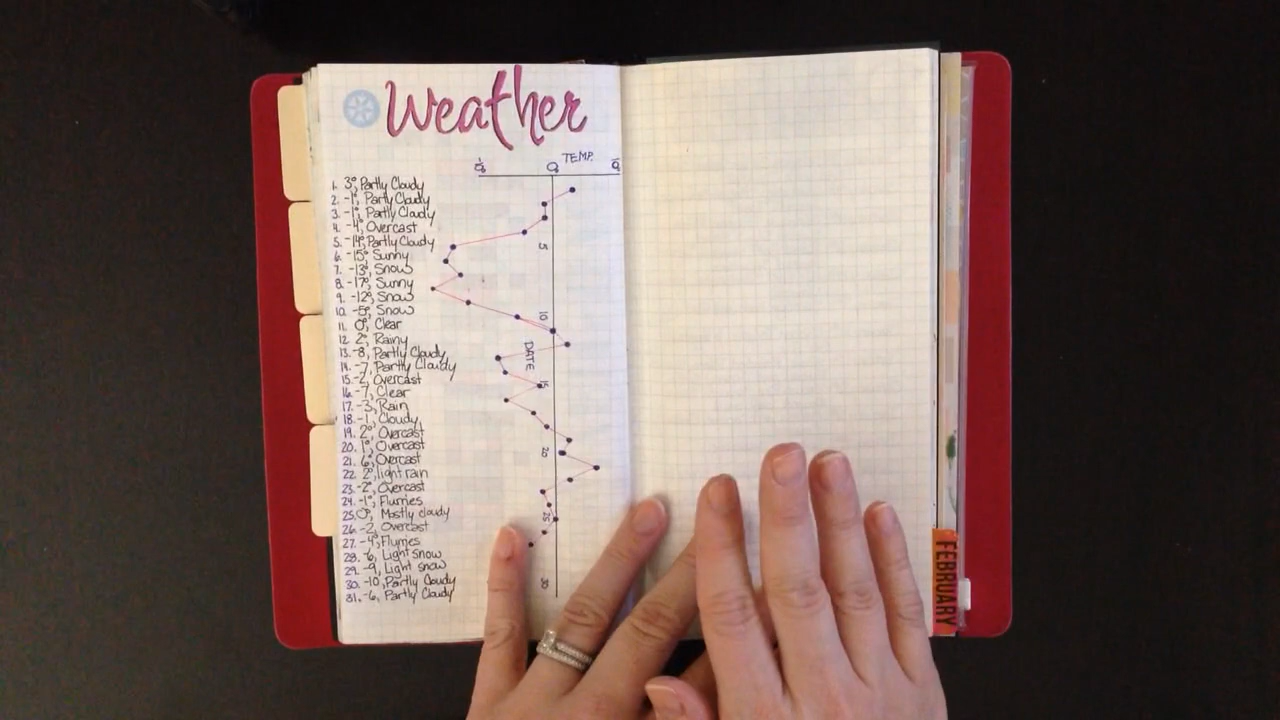 Weather
TEMP.
-10 0 10
1. 3°, Partly Cloudy
2. -1°, Partly Cloudy
3. -1°, Partly Cloudy
4. -4°, Overcast
5. -14°, Partly Cloudy
6. -15°, Sunny
7. -13°, Snow
8. -17°, Sunny
9. -12°, Snow
10. -5°, Snow
11. 0°, Clear
12. 2°, Rainy
13. -8, Partly Cloudy
14. -7, Partly Cloudy
15. -2, Overcast
16. -7, Clear
17. -3, Rain
18. -1, Cloudy
19. 2°, Overcast
20. 1°, Overcast
21. 6°, Overcast
22. 2°, light rain
23. -2°, Overcast
24. -1°, Flurries
25. 0°, Mostly cloudy
26. -2, Overcast
27. -4°, Flurries
28. -6, Light snow
29. -9, Light snow
30. -10, Partly Cloudy
31. -6, Partly Cloudy
5
10
DATE
15
20
25
30
FEBRUARY